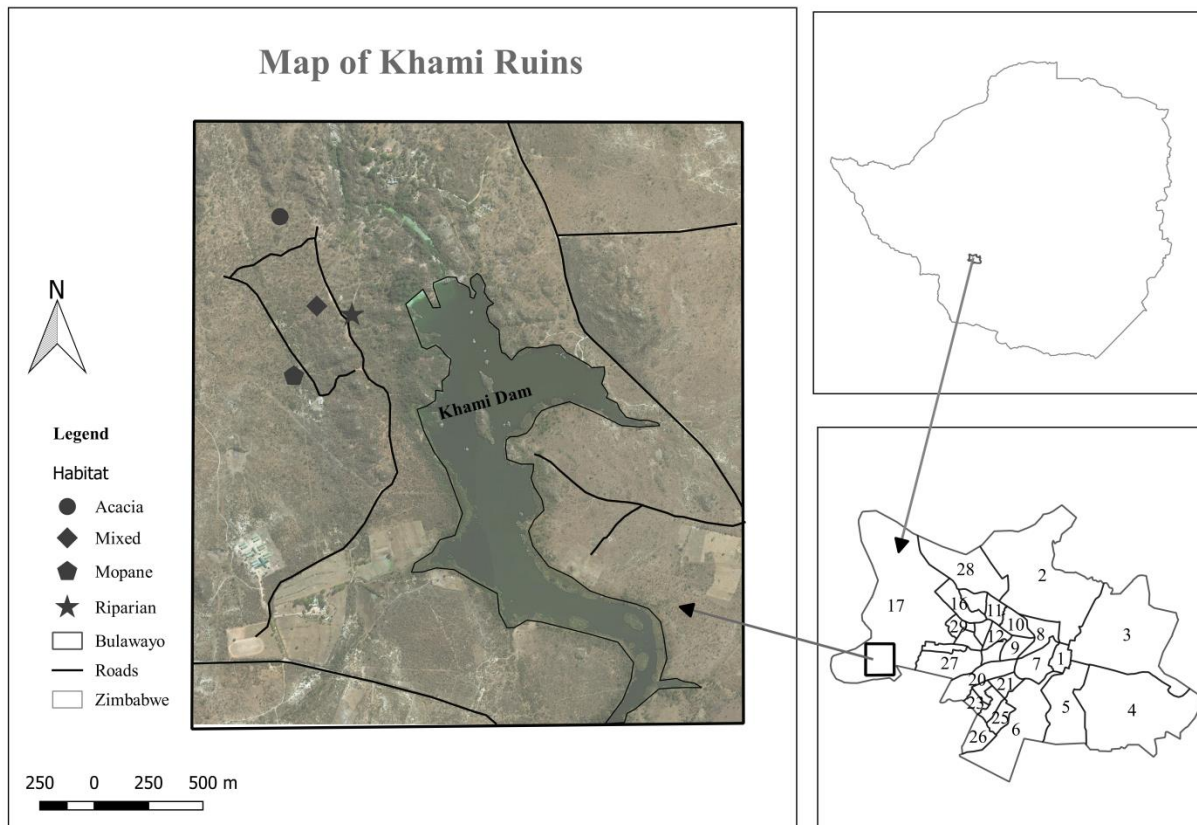 Map of Khami Ruins
N
Khami Dam
Legend
Habitat
Acacia
Mixed
Mopane
Riparian
Bulawayo
Roads
Zimbabwe
250 0 250 500 m
28
2
17
16
11
3
29
12
10
8
9
1
27
7
20
21
23
25
5
4
26
6